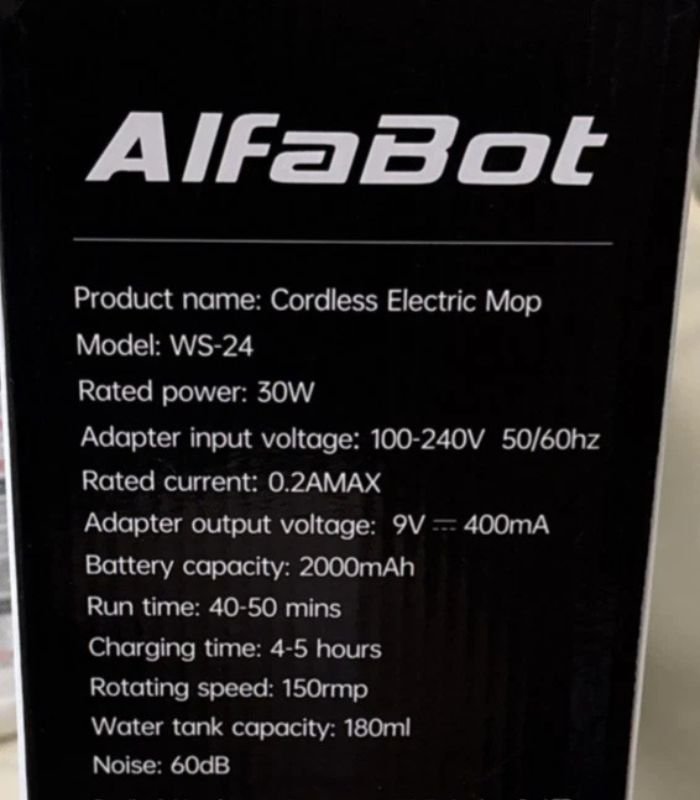 AlfaBot
Product name: Cordless Electric Mop
Model: WS-24
Rated power: 30W
Adapter input voltage: 100-240V 50/60hz
Rated current: 0.2AMAX
Adapter output voltage: 9V ⎓ 400mA
Battery capacity: 2000mAh
Run time: 40-50 mins
Charging time: 4-5 hours
Rotating speed: 150rmp
Water tank capacity: 180ml
Noise: 60dB